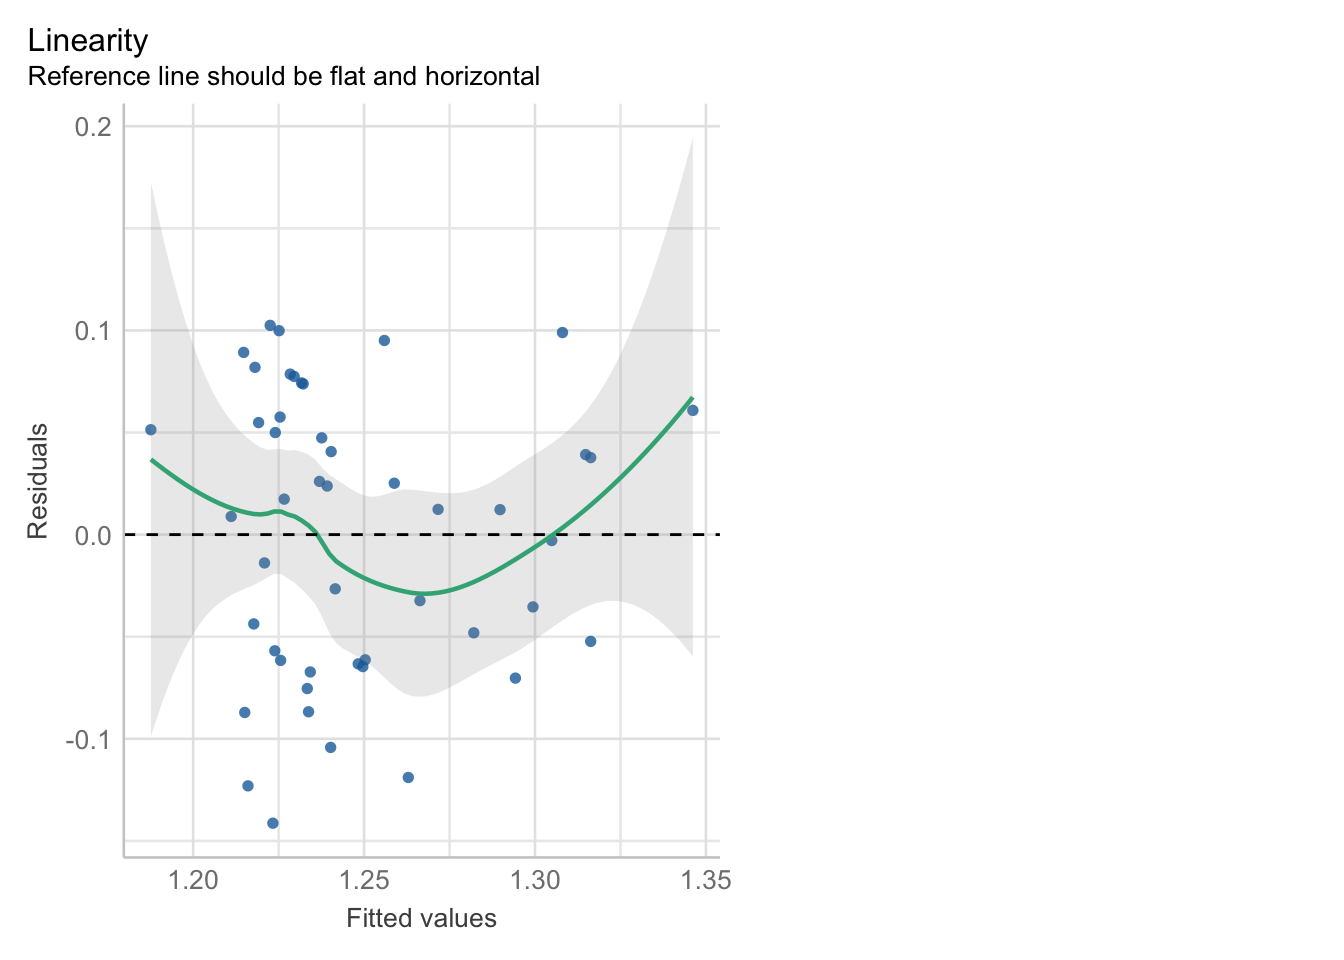 Linearity
Reference line should be flat and horizontal
0.2
0.1
0.0
-0.1
Residuals
1.20 1.25 1.30 1.35
Fitted values